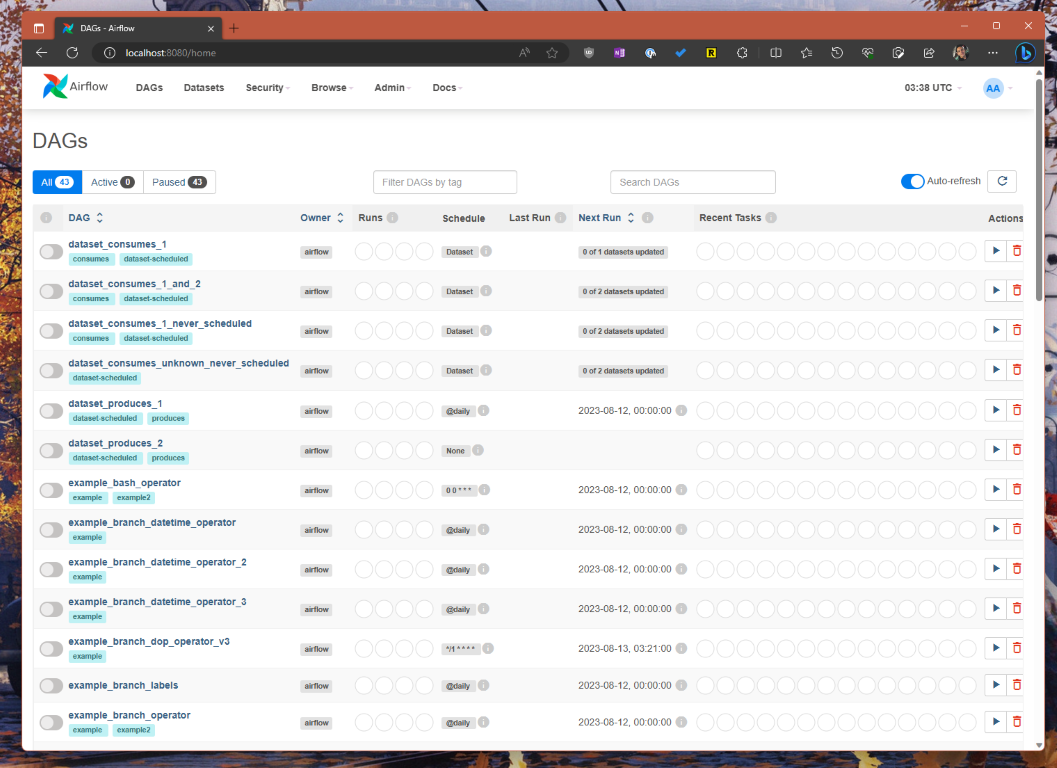 DAGs - Airflow
localhost:8080/home
Airflow DAGs Datasets Security Browse Admin Docs 03:38 UTC AA
DAGs
All 43 Active 0 Paused 43 Filter DAGs by tag Search DAGs Auto-refresh
DAG Owner Runs Schedule Last Run Next Run Recent Tasks Actions
dataset_consumes_1 airflow Dataset 0 of 1 datasets updated
consumes dataset-scheduled
dataset_consumes_1_and_2 airflow Dataset 0 of 2 datasets updated
consumes dataset-scheduled
dataset_consumes_1_never_scheduled airflow Dataset 0 of 2 datasets updated
consumes dataset-scheduled
dataset_consumes_unknown_never_scheduled airflow Dataset 0 of 2 datasets updated
dataset-scheduled
dataset_produces_1 airflow @daily 2023-08-12, 00:00:00
dataset-scheduled produces
dataset_produces_2 airflow None
dataset-scheduled produces
example_bash_operator airflow 0 0 * * * 2023-08-12, 00:00:00
example example2
example_branch_datetime_operator airflow @daily 2023-08-12, 00:00:00
example
example_branch_datetime_operator_2 airflow @daily 2023-08-12, 00:00:00
example
example_branch_datetime_operator_3 airflow @daily 2023-08-12, 00:00:00
example
example_branch_dop_operator_v3 airflow */1 * * * * 2023-08-13, 03:21:00
example
example_branch_labels airflow @daily 2023-08-12, 00:00:00
example_branch_operator airflow @daily 2023-08-12, 00:00:00
example example2